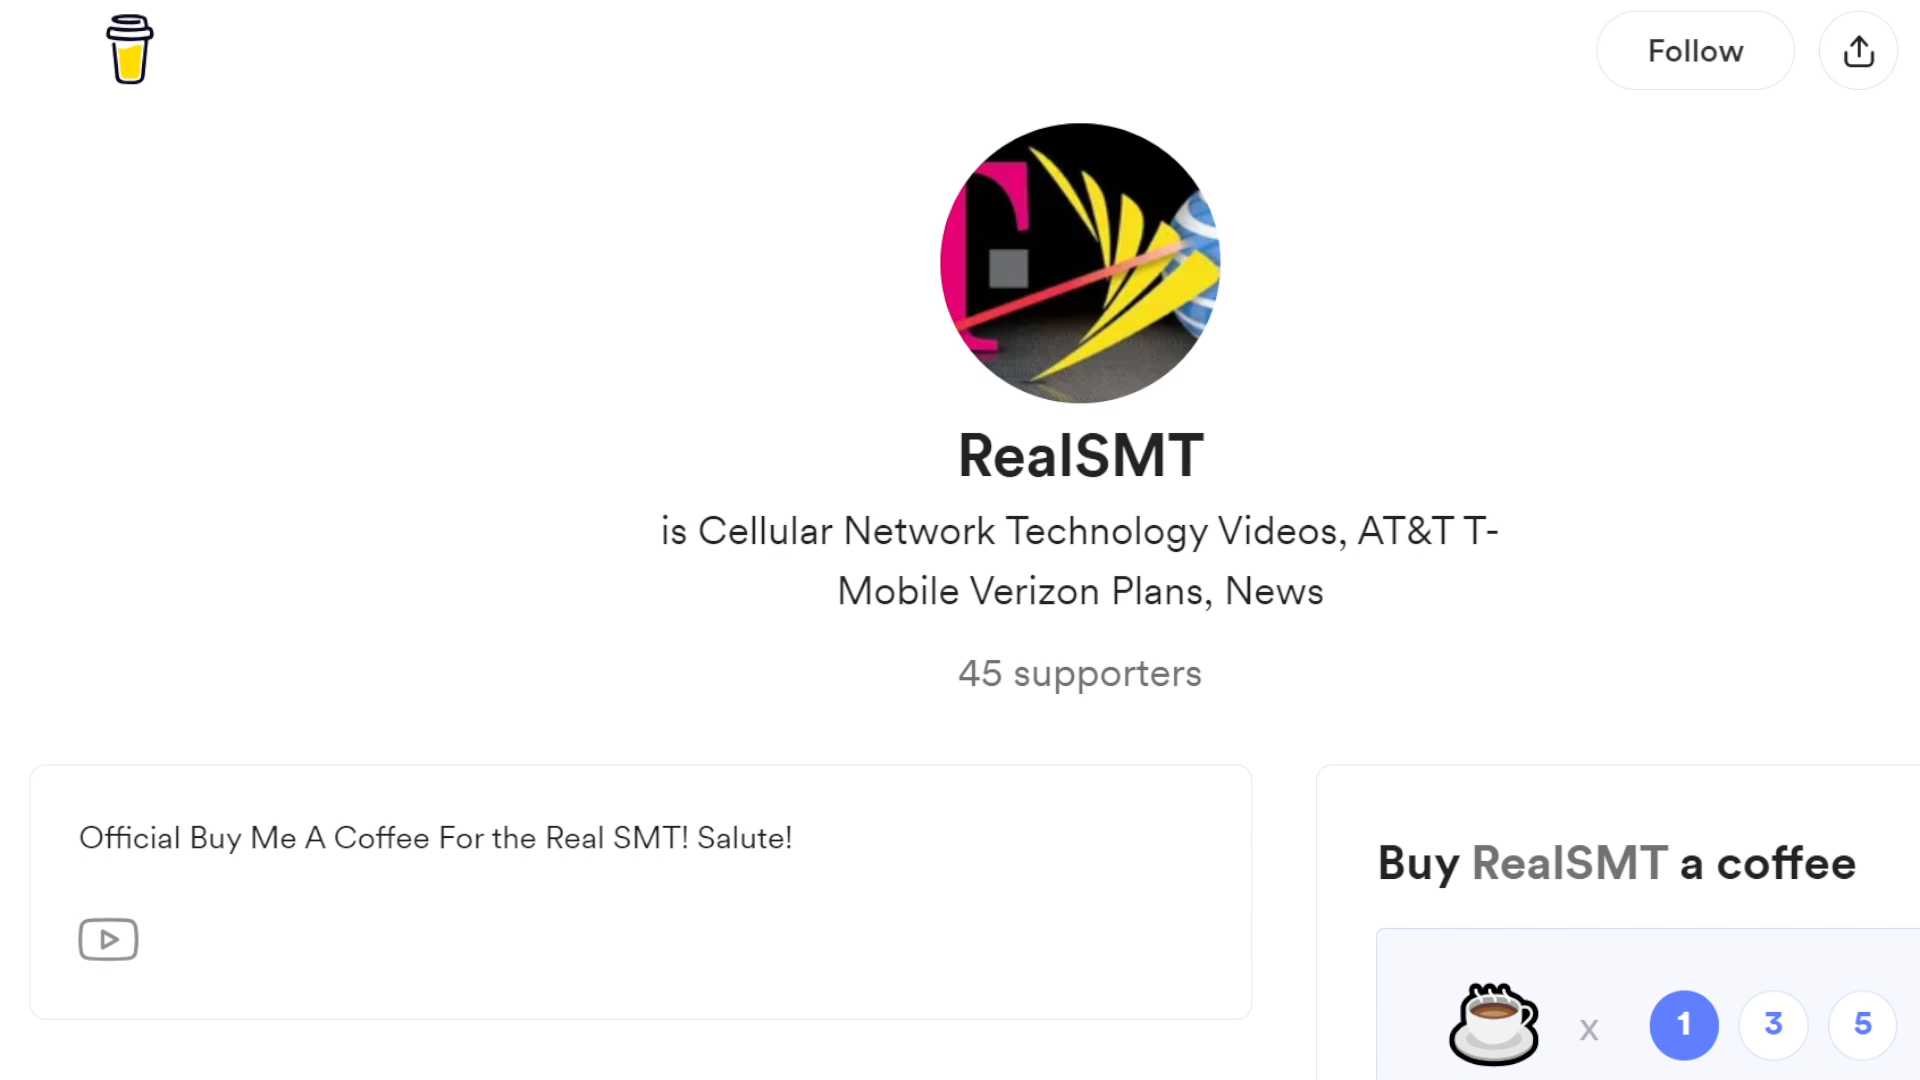 Follow
RealSMT
is Cellular Network Technology Videos, AT&T T-
Mobile Verizon Plans, News
45 supporters
Official Buy Me A Coffee For the Real SMT! Salute!
Buy RealSMT a coffee
x 1 3 5